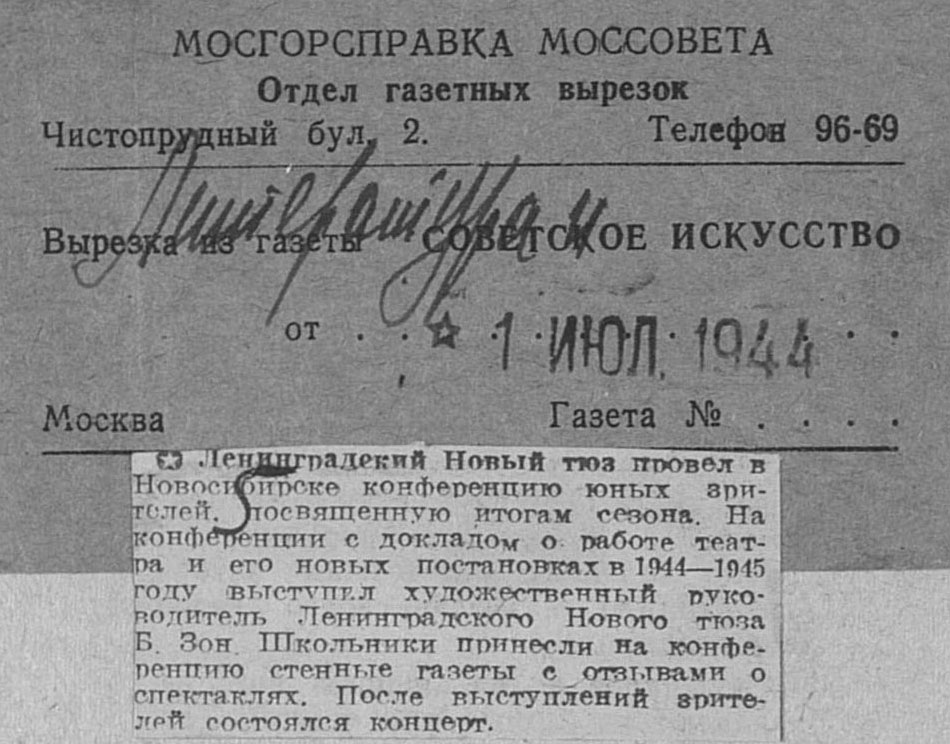 МОСГОРСПРАВКА МОССОВЕТА
Отдел газетных вырезок
Чистопрудный бул. 2. Телефон 96-69
Литература и
Вырезка из газеты СОВЕТСКОЕ ИСКУССТВО
от . . ☆ 1 ИЮЛ. 1944 . .
Москва Газета № . . . .
Ленинградский Новый тюз провел в
Новосибирске конференцию юных зри-
телей, посвященную итогам сезона. На
конференции с докладом о работе теат-
ра и его новых постановках в 1944—1945
году выступил художественный руко-
водитель Ленинградского Нового тюза
Б. Зон. Школьники принесли на конфе-
ренцию стенные газеты с отзывами о
спектаклях. После выступлений зрите-
лей состоялся концерт.